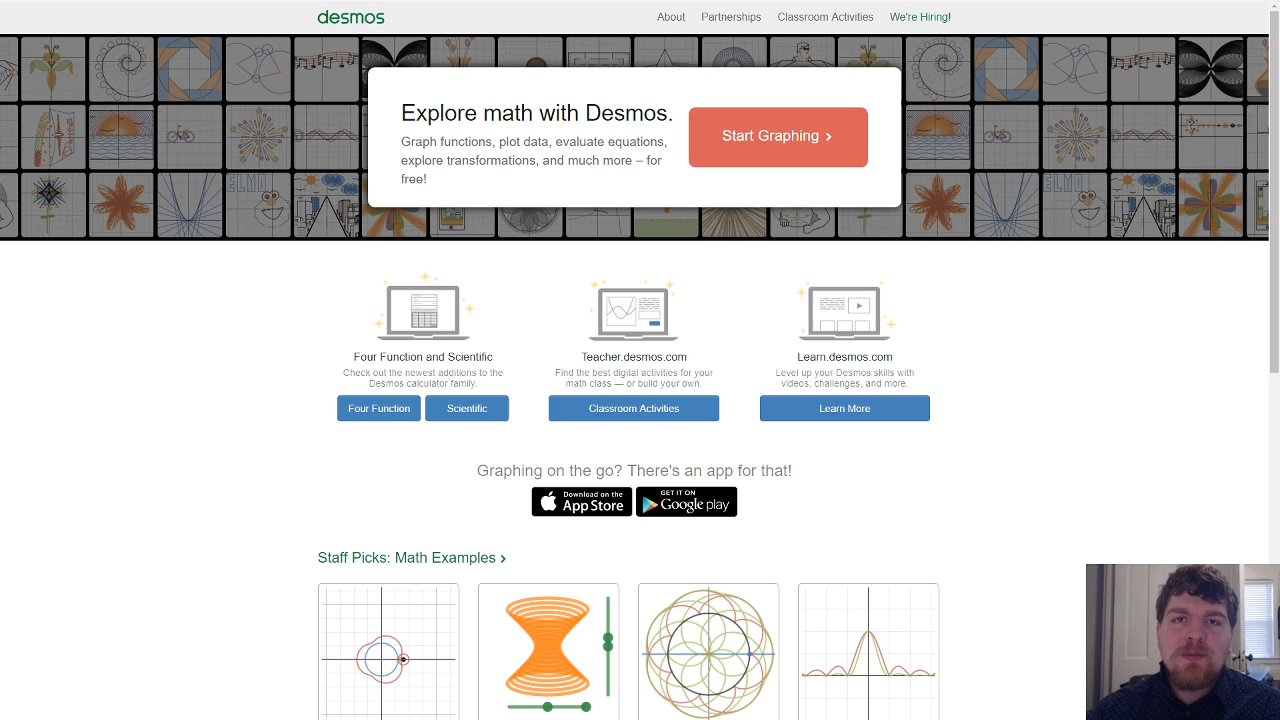 desmos
About
Partnerships
Classroom Activities
We're Hiring!
Explore math with Desmos.
Graph functions, plot data, evaluate equations,
explore transformations, and much more – for
free!
Start Graphing
ELMO
Four Function and Scientific
Check out the newest additions to the
Desmos calculator family.
Four Function
Scientific
Teacher.desmos.com
Find the best digital activities for your
math class — or build your own.
Classroom Activities
Learn.desmos.com
Level up your Desmos skills with
videos, challenges, and more.
Learn More
Graphing on the go? There's an app for that!
Download on the
App Store
GET IT ON
Google play
Staff Picks: Math Examples